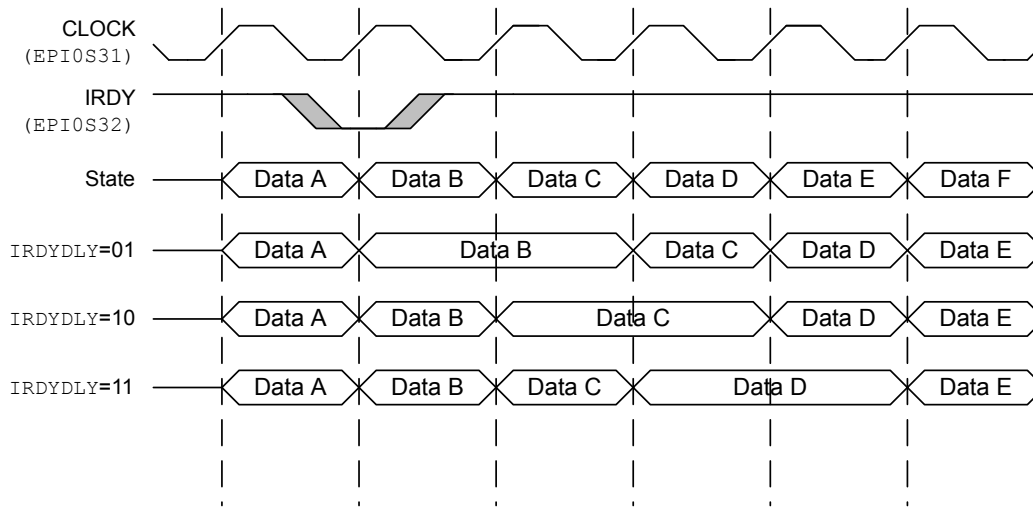 CLOCK
(EPI0S31)
IRDY
(EPI0S32)
State Data A Data B Data C Data D Data E Data F
IRDYDLY=01 Data A Data B Data C Data D Data E
IRDYDLY=10 Data A Data B Data C Data D Data E
IRDYDLY=11 Data A Data B Data C Data D Data E